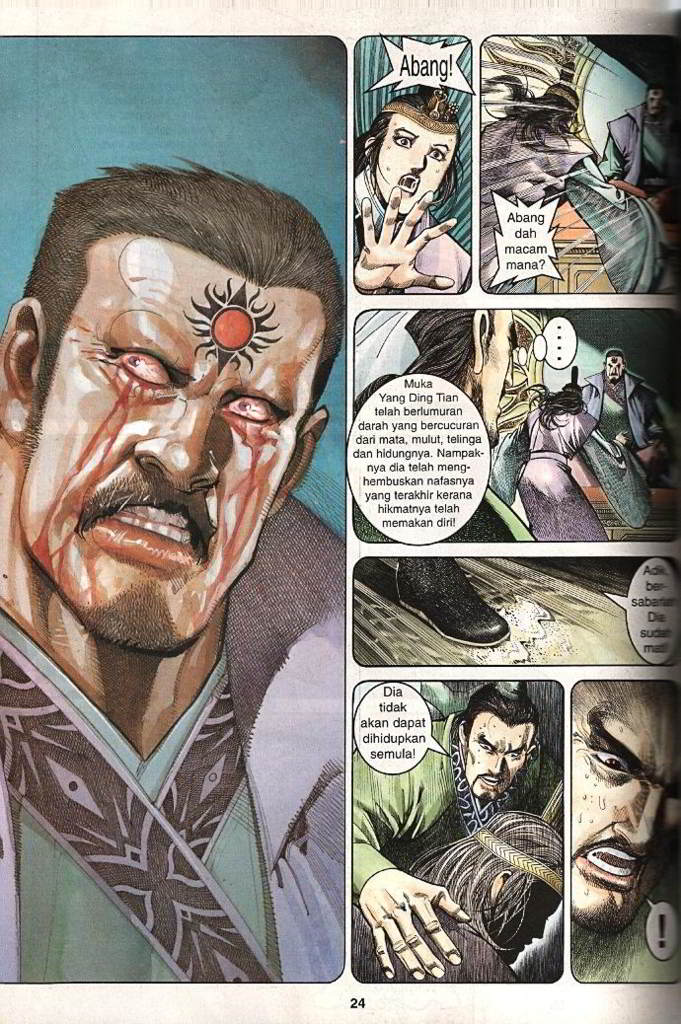 Abang!
Abang
dah
macam
mana?
....
Muka
Yang Ding Tian
telah berlumuran
darah yang bercucuran
dari mata, mulut, telinga
dan hidungnya. Nampak-
nya dia telah meng-
hembuskan nafasnya
yang terakhir kerana
hikmatnya telah
memakan diri!
Adik,
ber-
sabarlah
Dia
sudah
mati!
Dia
tidak
akan dapat
dihidupkan
semula!
!
24